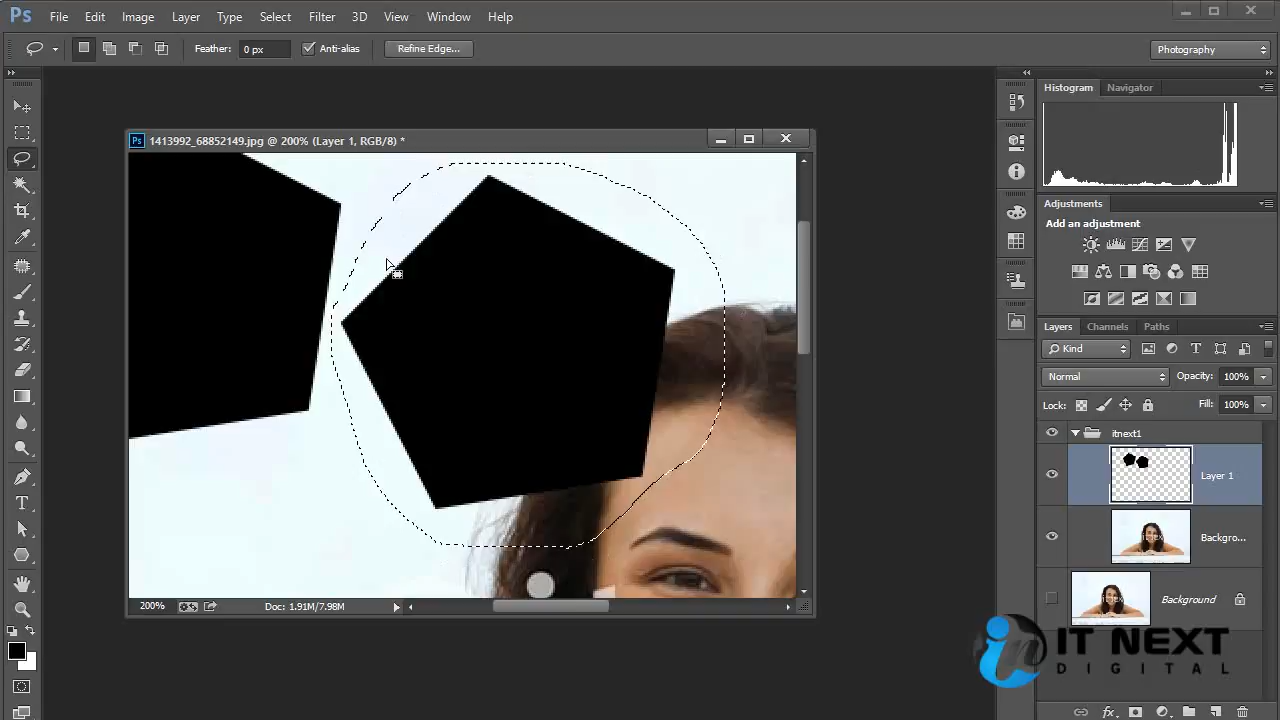 Ps File Edit Image Layer Type Select Filter 3D View Window Help
Feather: 0 px Anti-alias Refine Edge... Photography
Histogram Navigator
1413992_68852149.jpg @ 200% (Layer 1, RGB/8) *
Adjustments
Add an adjustment
Layers Channels Paths
Kind
Normal Opacity: 100%
Lock: Fill: 100%
itnext1
Layer 1
Backgro...
Background
200% Doc: 1.91M/7.98M
IT NEXT
DIGITAL